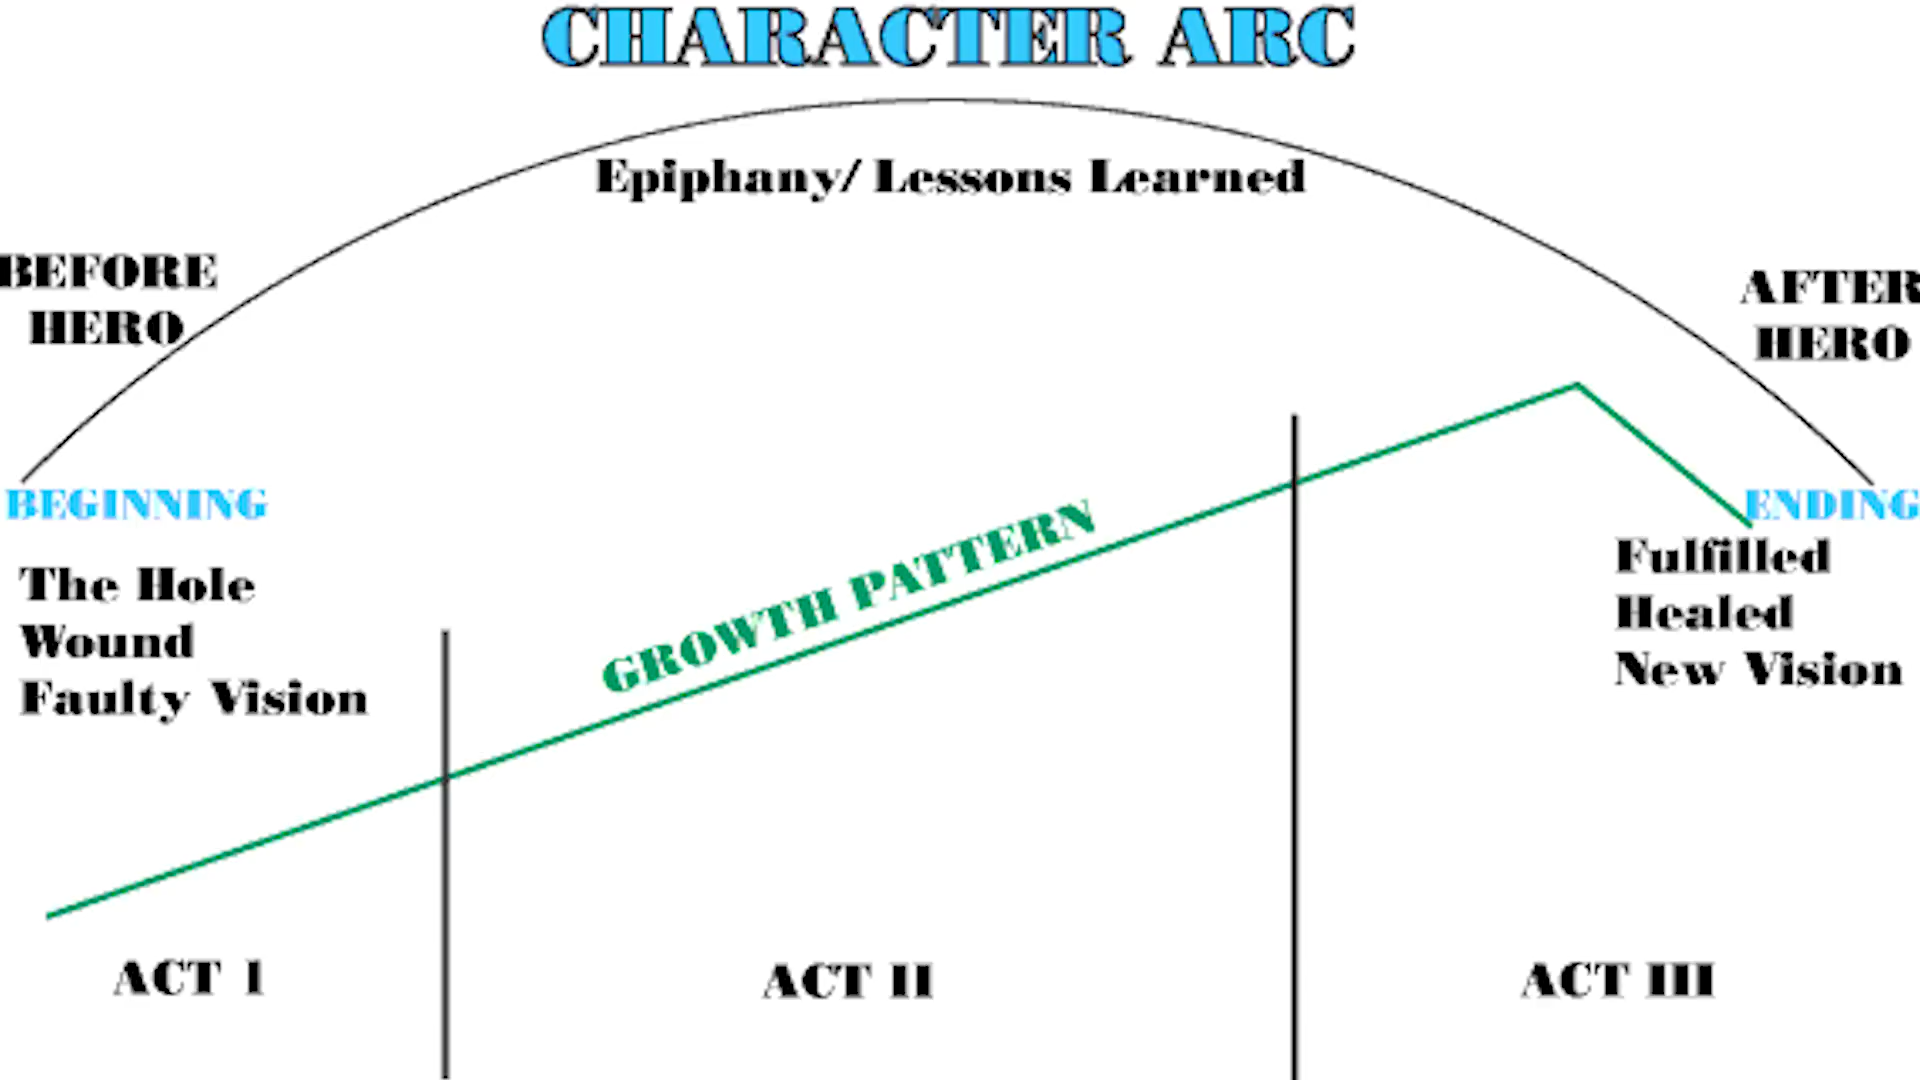 CHARACTER ARC
Epiphany/ Lessons Learned
BEFORE
HERO
AFTER
HERO
BEGINNING
The Hole
Wound
Faulty Vision
GROWTH PATTERN
ENDING
Fulfilled
Healed
New Vision
ACT 1
ACT II
ACT III